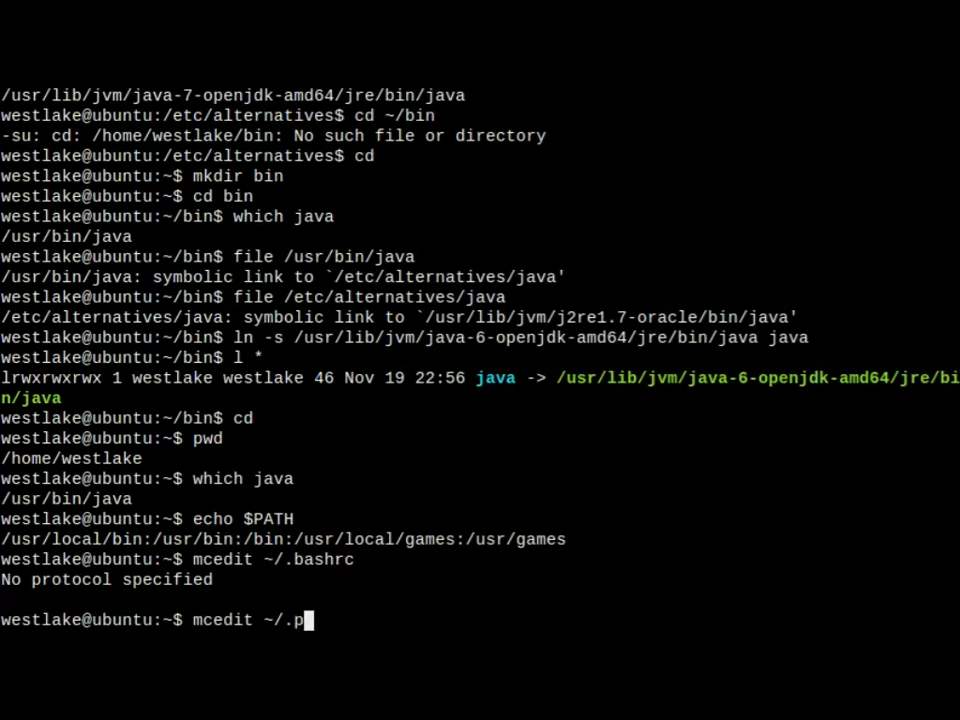 /usr/lib/jvm/java-7-openjdk-amd64/jre/bin/java
westlake@ubuntu:/etc/alternatives$ cd ~/bin
-su: cd: /home/westlake/bin: No such file or directory
westlake@ubuntu:/etc/alternatives$ cd
westlake@ubuntu:~$ mkdir bin
westlake@ubuntu:~$ cd bin
westlake@ubuntu:~/bin$ which java
/usr/bin/java
westlake@ubuntu:~/bin$ file /usr/bin/java
/usr/bin/java: symbolic link to `/etc/alternatives/java'
westlake@ubuntu:~/bin$ file /etc/alternatives/java
/etc/alternatives/java: symbolic link to `/usr/lib/jvm/j2re1.7-oracle/bin/java'
westlake@ubuntu:~/bin$ ln -s /usr/lib/jvm/java-6-openjdk-amd64/jre/bin/java java
westlake@ubuntu:~/bin$ l *
lrwxrwxrwx 1 westlake westlake 46 Nov 19 22:56 java -> /usr/lib/jvm/java-6-openjdk-amd64/jre/bi
n/java
westlake@ubuntu:~/bin$ cd
westlake@ubuntu:~$ pwd
/home/westlake
westlake@ubuntu:~$ which java
/usr/bin/java
westlake@ubuntu:~$ echo $PATH
/usr/local/bin:/usr/bin:/bin:/usr/local/games:/usr/games
westlake@ubuntu:~$ mcedit ~/.bashrc
No protocol specified
westlake@ubuntu:~$ mcedit ~/.p